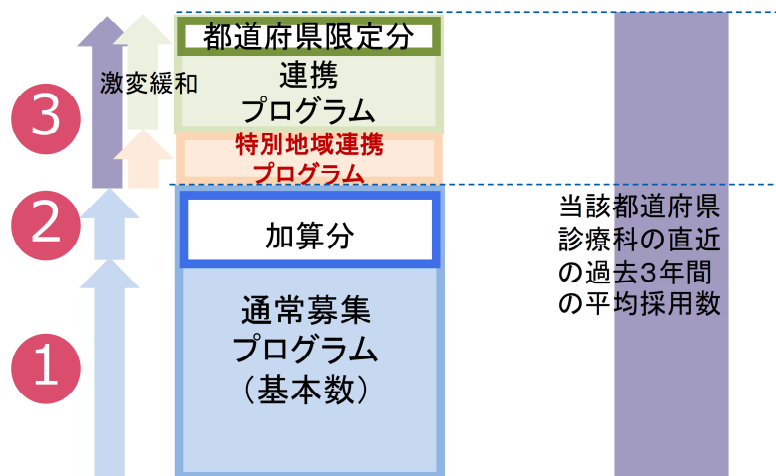 都道府県限定分
連携
プログラム
激変緩和
3
特別地域連携
プログラム
2
加算分
当該都道府県
診療科の直近
の過去3年間
の平均採用数
通常募集
プログラム
（基本数）
1